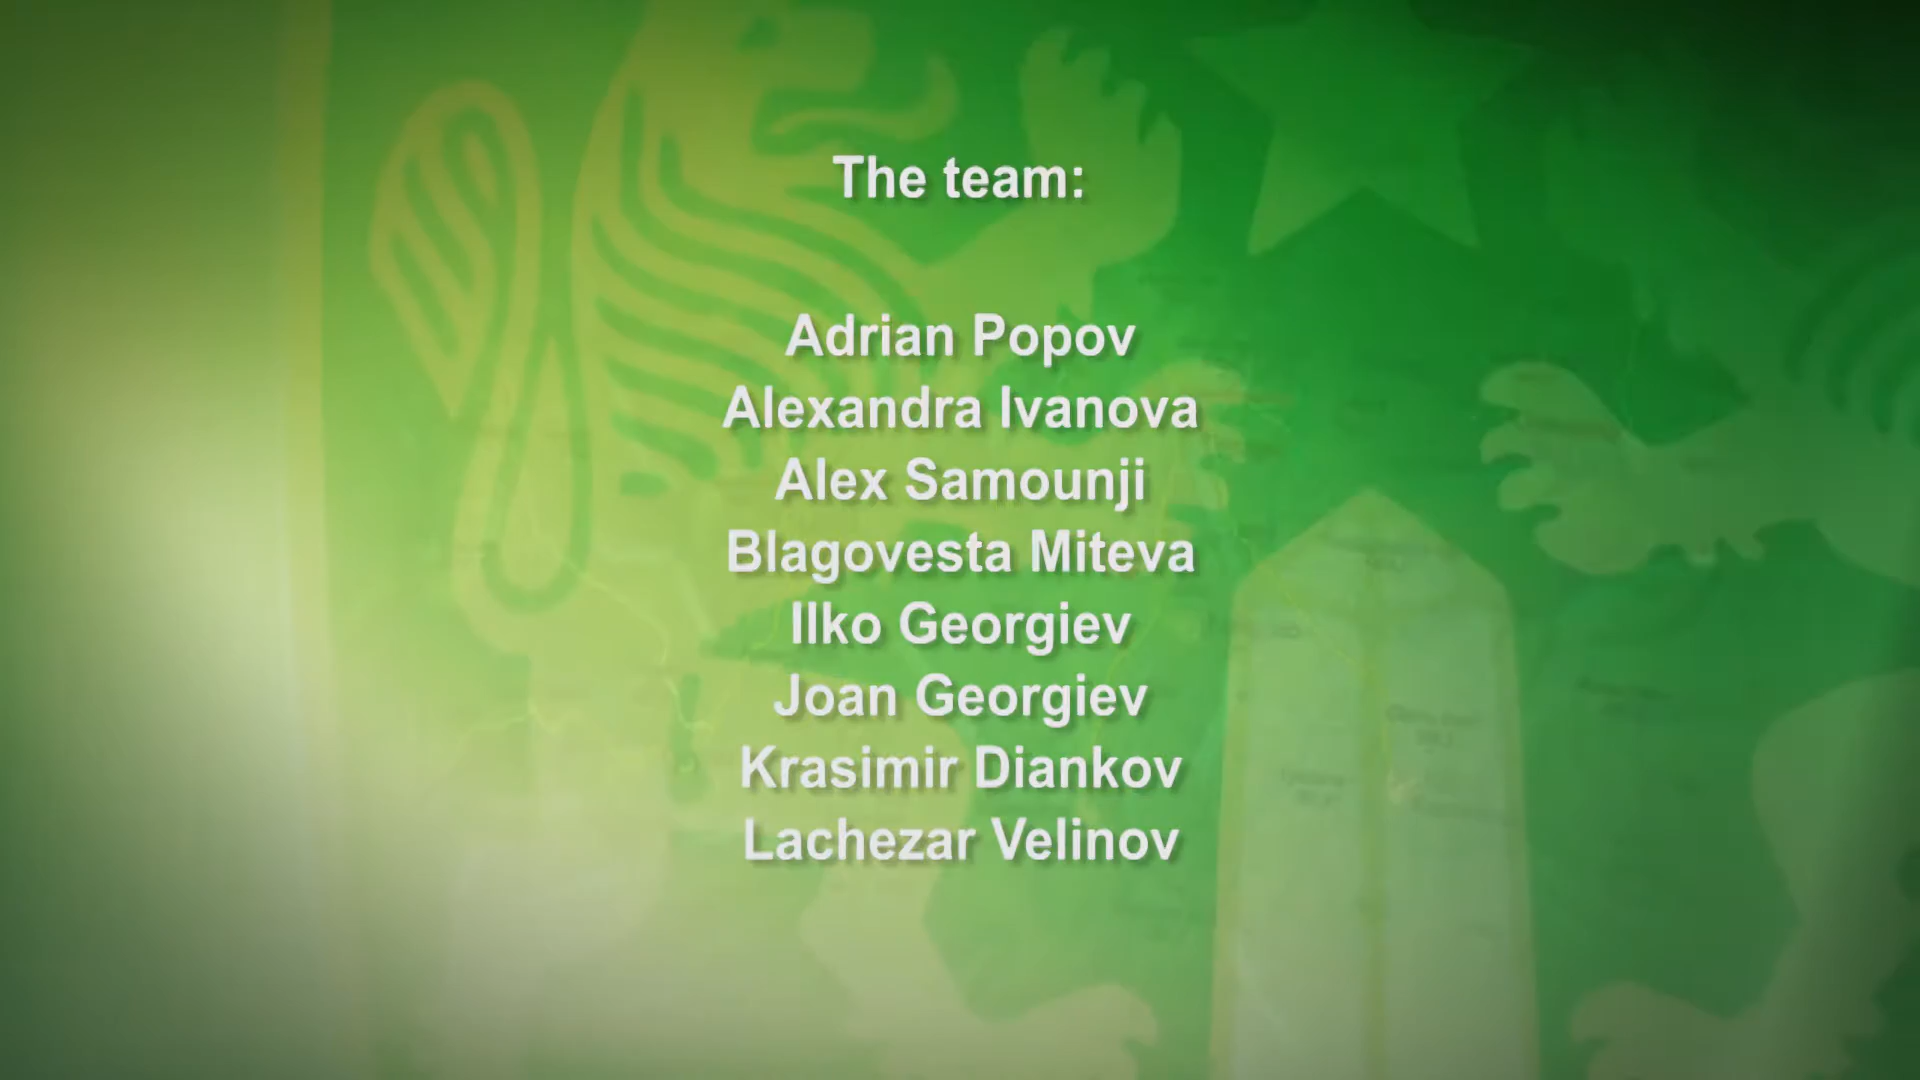 The team:
Adrian Popov
Alexandra Ivanova
Alex Samounji
Blagovesta Miteva
Ilko Georgiev
Joan Georgiev
Krasimir Diankov
Lachezar Velinov